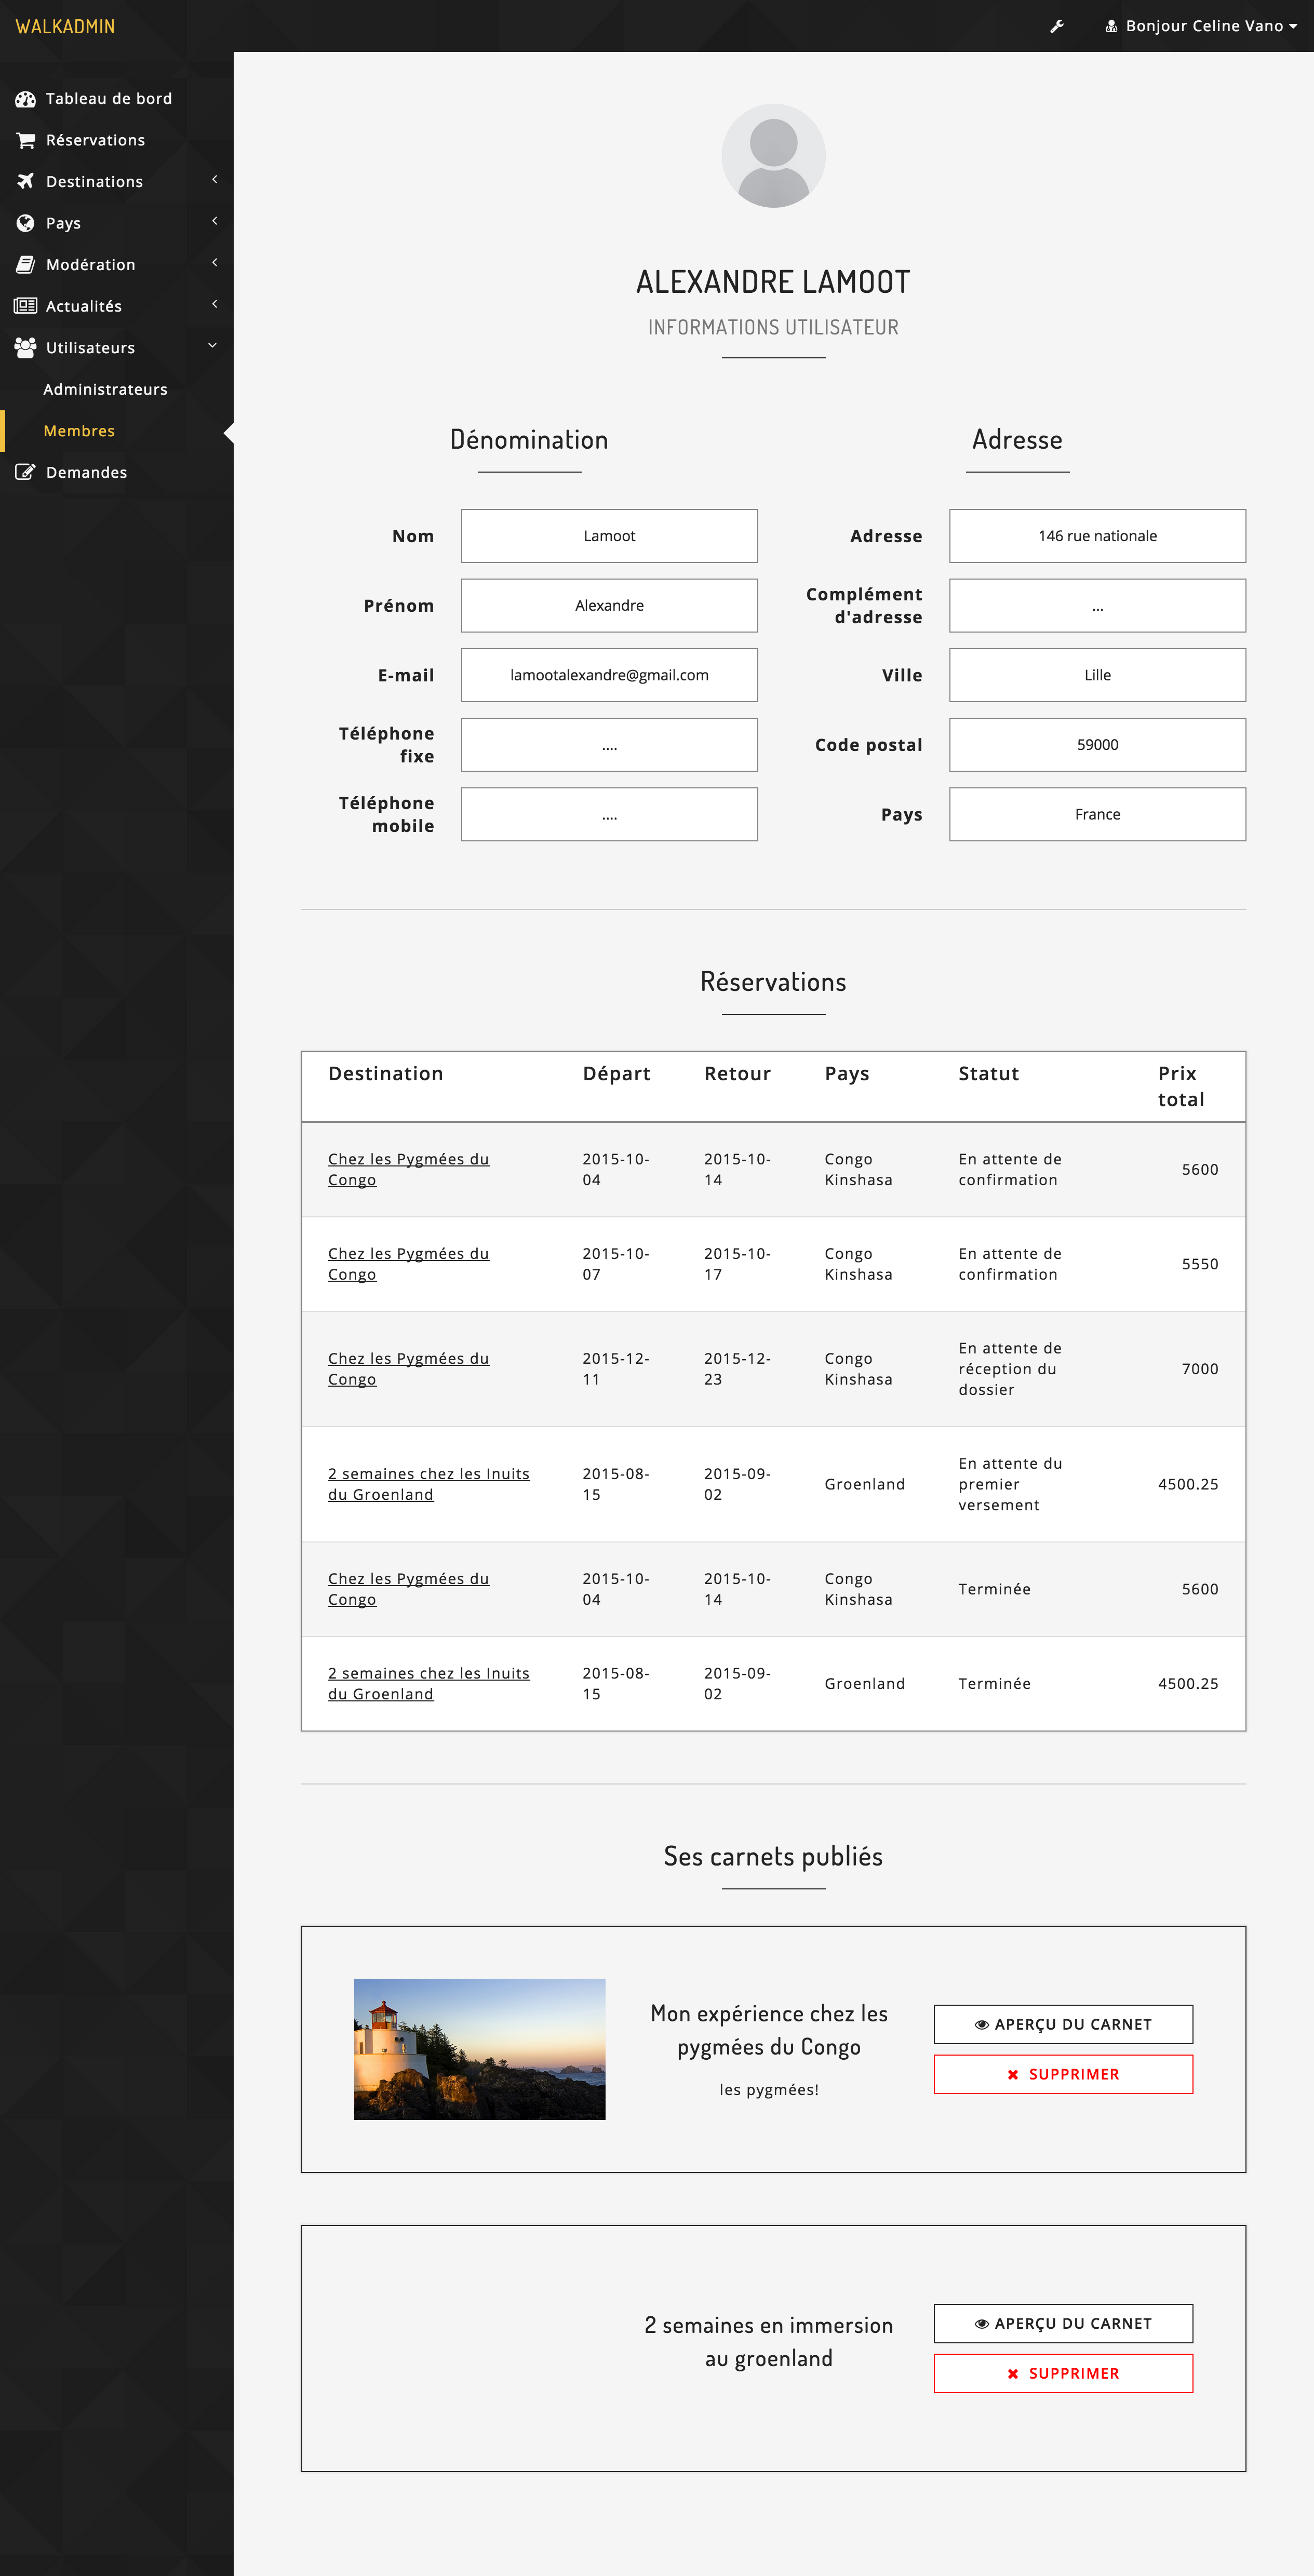 WALKADMIN
Bonjour Celine Vano
Tableau de bord
Réservations
Destinations
Pays
Modération
Actualités
Utilisateurs
Administrateurs
Membres
Demandes
ALEXANDRE LAMOOT
INFORMATIONS UTILISATEUR
Dénomination
Nom
Lamoot
Prénom
Alexandre
E-mail
lamootalexandre@gmail.com
Téléphone
fixe
....
Téléphone
mobile
....
Adresse
Adresse
146 rue nationale
Complément
d'adresse
...
Ville
Lille
Code postal
59000
Pays
France
Réservations
Destination Départ Retour Pays Statut Prix
total
Chez les Pygmées du 2015-10- 2015-10- Congo En attente de 5600
Congo 04 14 Kinshasa confirmation
Chez les Pygmées du 2015-10- 2015-10- Congo En attente de 5550
Congo 07 17 Kinshasa confirmation
En attente de
Chez les Pygmées du 2015-12- 2015-12- Congo réception du 7000
Congo 11 23 Kinshasa dossier
En attente du
2 semaines chez les Inuits 2015-08- 2015-09- Groenland premier 4500.25
du Groenland 15 02 versement
Chez les Pygmées du 2015-10- 2015-10- Congo Terminée 5600
Congo 04 14 Kinshasa
2 semaines chez les Inuits 2015-08- 2015-09- Groenland Terminée 4500.25
du Groenland 15 02
Ses carnets publiés
Mon expérience chez les
pygmées du Congo
les pygmées!
APERÇU DU CARNET
SUPPRIMER
2 semaines en immersion
au groenland
APERÇU DU CARNET
SUPPRIMER